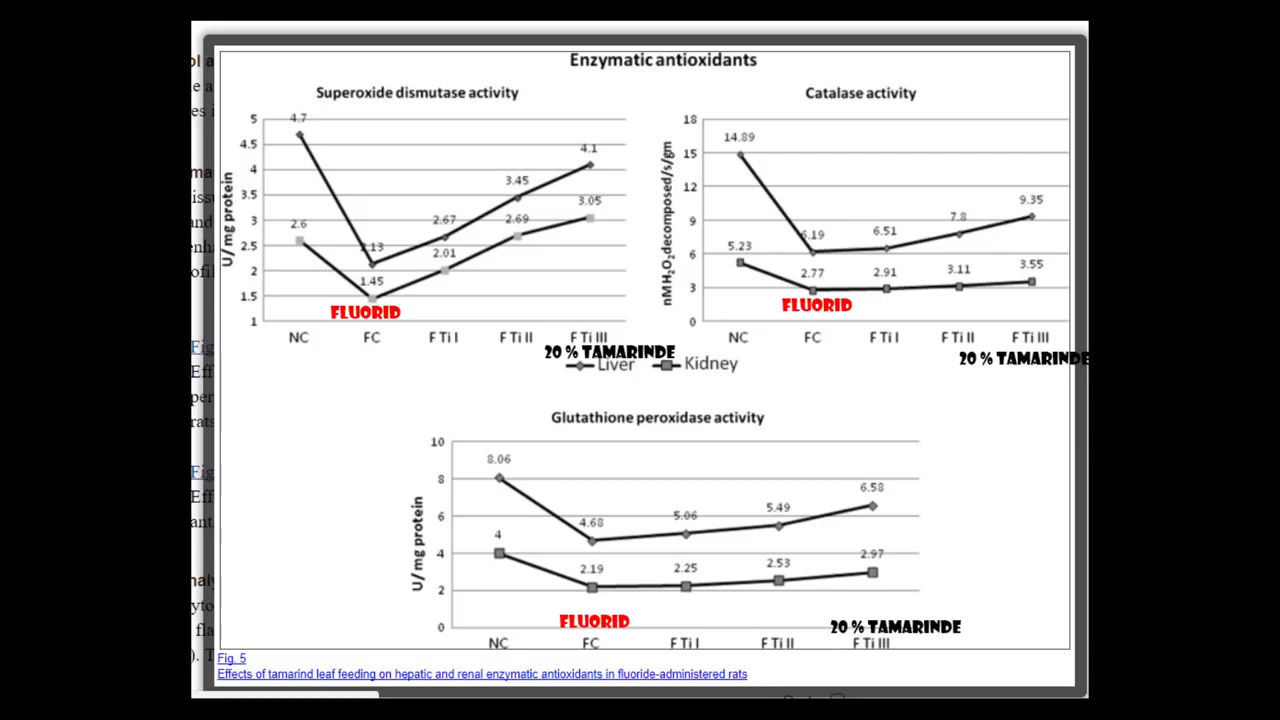 Enzymatic antioxidants
Superoxide dismutase activity
5
4.5
4
3.5
3
2.5
2
1.5
1
U/ mg protein
4.7
2.13
2.67
3.45
4.1
2.6
1.45
2.01
2.69
3.05
FLUORID
NC FC F Ti I F Ti II F Ti III
20 % TAMARINDE
Catalase activity
18
15
12
9
6
3
0
nMH2O2decomposed/s/gm
14.89
6.19
6.51
7.8
9.35
5.23
2.77
2.91
3.11
3.55
FLUORID
NC FC F Ti I F Ti II F Ti III
20 % TAMARINDE
Liver Kidney
Glutathione peroxidase activity
10
8
6
4
2
0
U/ mg protein
8.06
4.68
5.06
5.49
6.58
4
2.19
2.25
2.53
2.97
FLUORID
20 % TAMARINDE
NC FC F Ti I F Ti II F Ti III
Fig. 5
Effects of tamarind leaf feeding on hepatic and renal enzymatic antioxidants in fluoride-administered rats